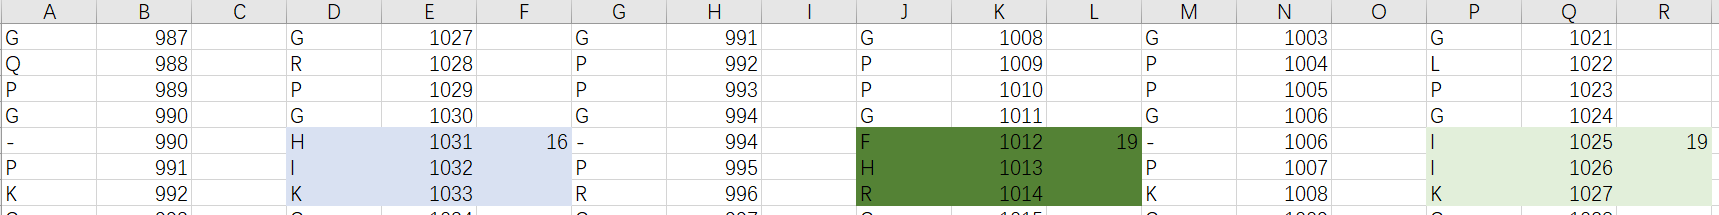 A B C D E F G H I J K L M N O P Q R
G 987 G 1027 G 991 G 1008 G 1003 G 1021
Q 988 R 1028 P 992 P 1009 P 1004 L 1022
P 989 P 1029 P 993 P 1010 P 1005 P 1023
G 990 G 1030 G 994 G 1011 G 1006 G 1024
- 990 H 1031 16 - 994 F 1012 19 - 1006 I 1025 19
P 991 I 1032 P 995 H 1013 P 1007 I 1026
K 992 K 1033 R 996 R 1014 K 1008 K 1027